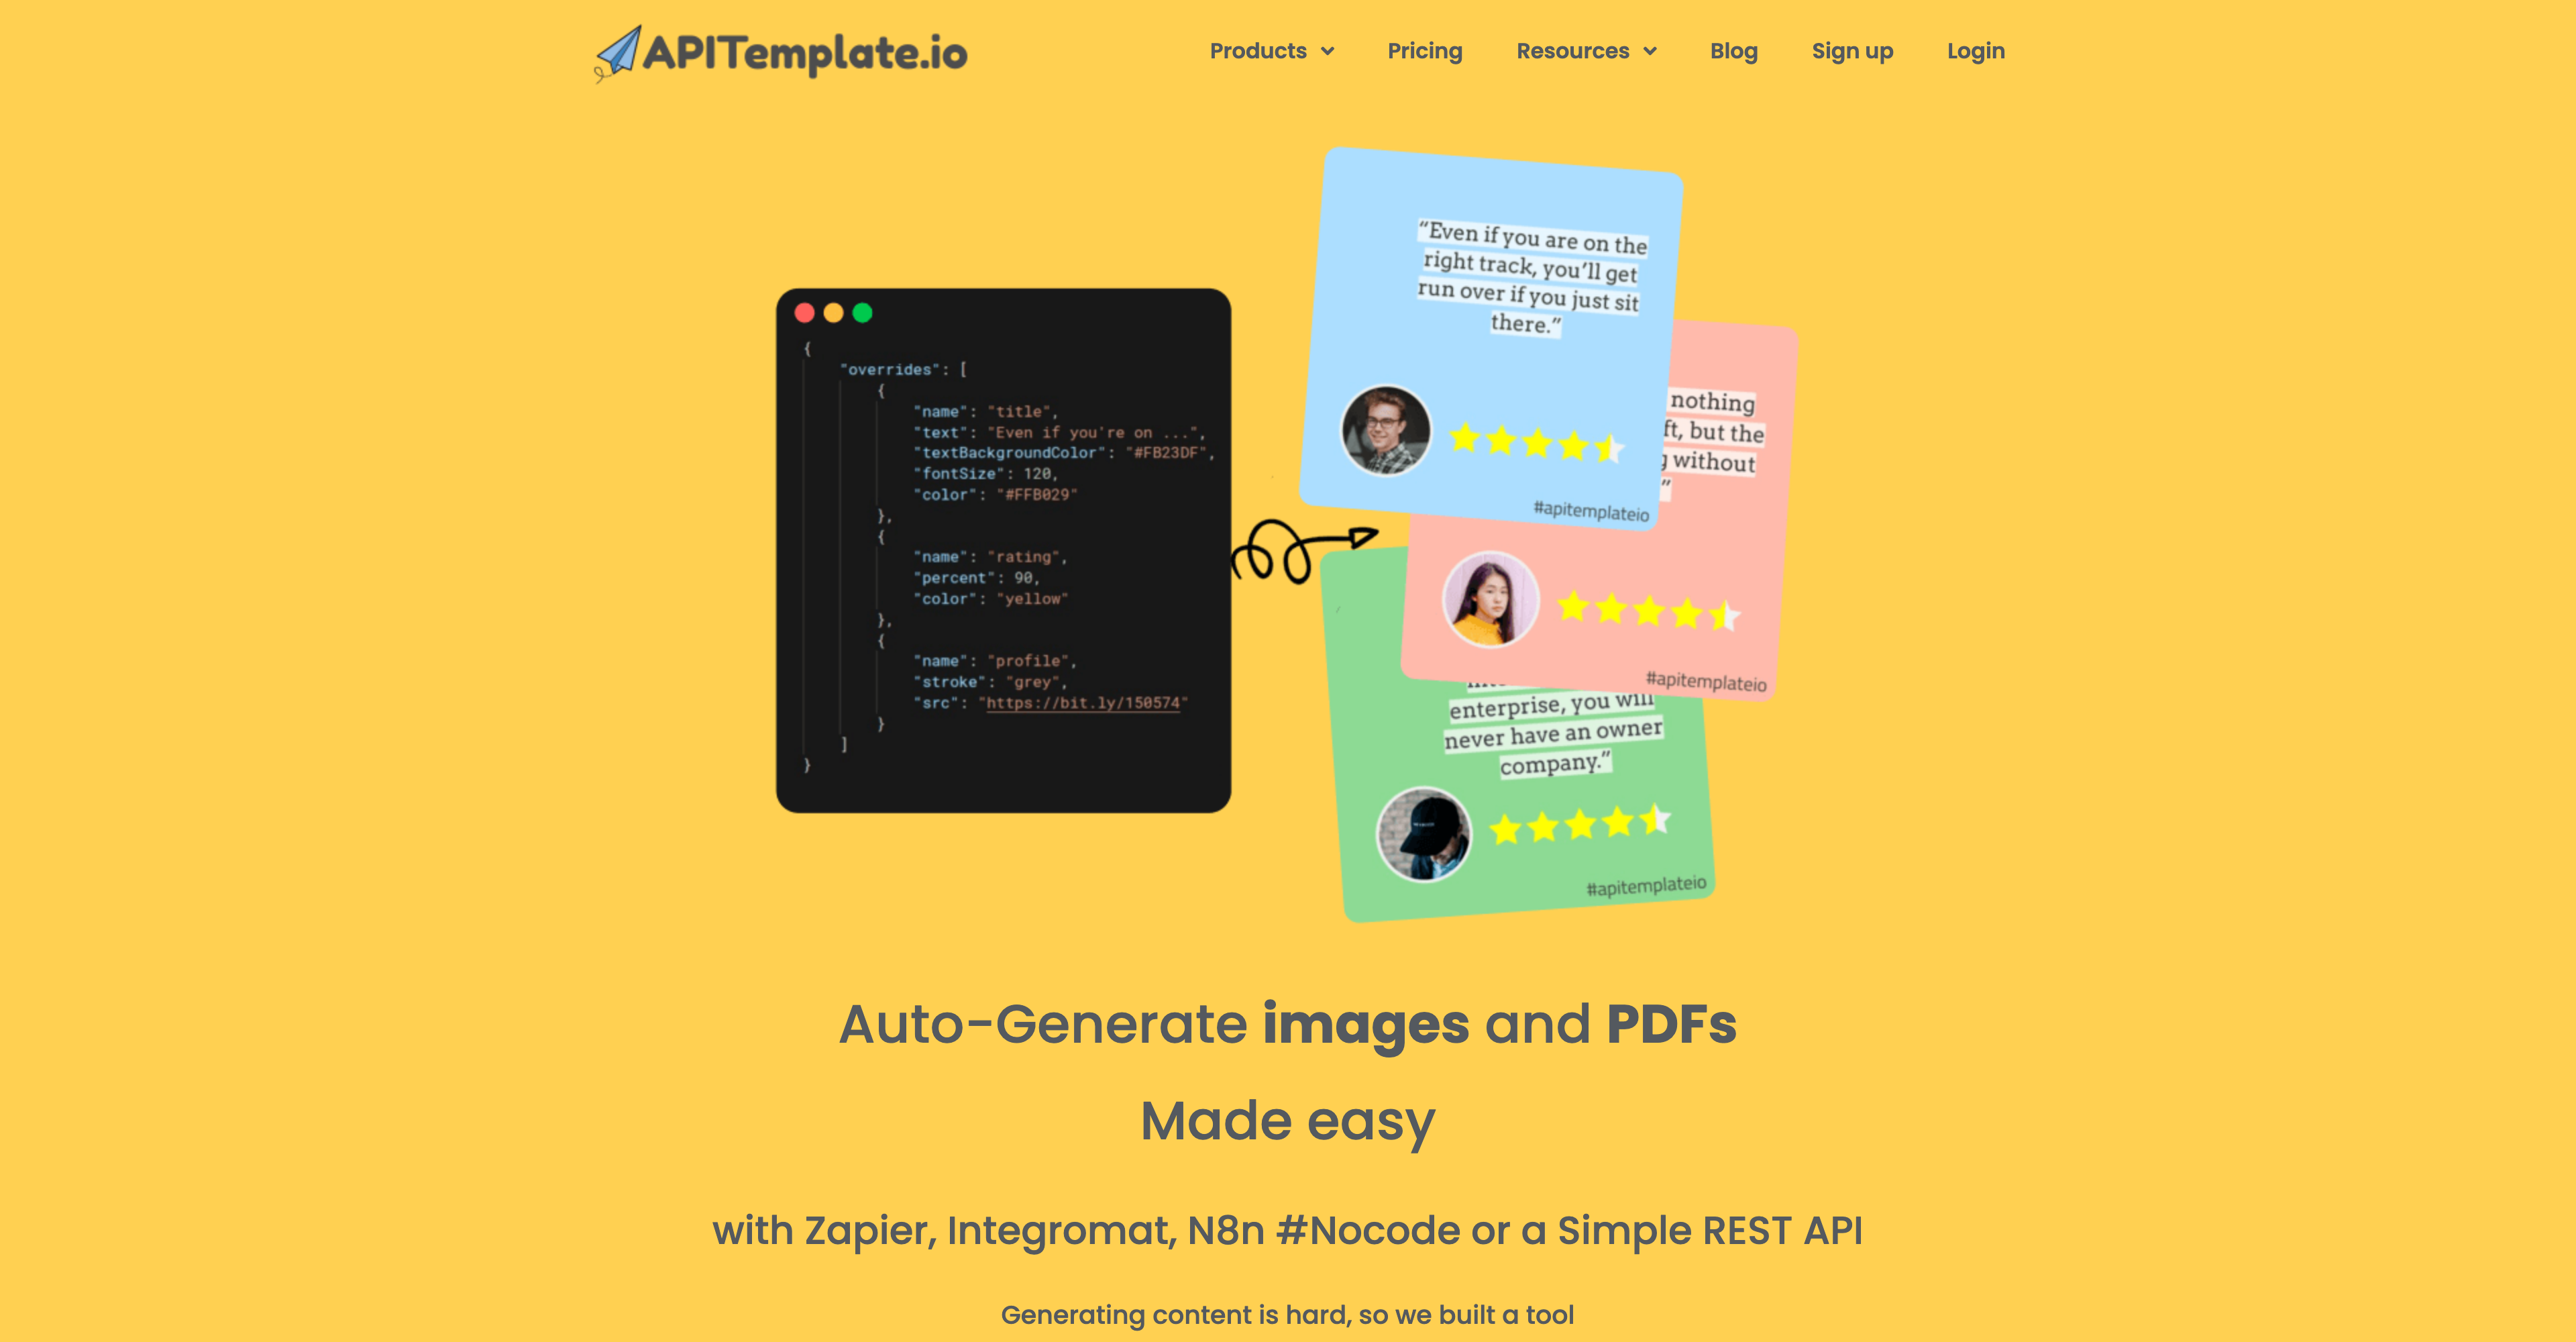 APITemplate.io
Products
Pricing
Resources
Blog
Sign up
Login
{
"overrides": [
{
"name": "title",
"text": "Even if you're on ...",
"textBackgroundColor": "#FB23DF",
"fontSize": 120,
"color": "#FFB029"
},
{
"name": "rating",
"percent": 90,
"color": "yellow"
},
{
"name": "profile",
"stroke": "grey",
"src": "https://bit.ly/150574"
}
]
}
“Even if you are on the
right track, you’ll get
run over if you just sit
there.”
#apitemplateio
nothing
ft, but the
without
”
#apitemplateio
enterprise, you will
never have an owner
company.”
#apitemplateio
Auto-Generate images and PDFs
Made easy
with Zapier, Integromat, N8n #Nocode or a Simple REST API
Generating content is hard, so we built a tool